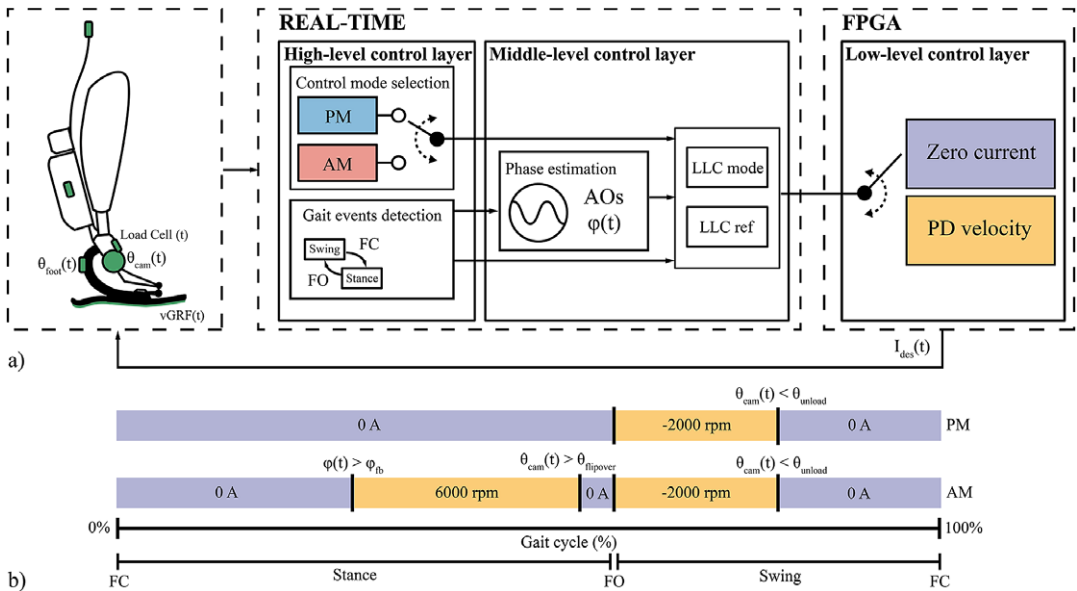 REAL-TIME
FPGA
High-level control layer
Middle-level control layer
Low-level control layer
Control mode selection
PM
AM
Phase estimation
AOs
φ(t)
LLC mode
LLC ref
Zero current
PD velocity
Gait events detection
Swing
FC
FO
Stance
Load Cell (t)
θfoot(t)
θcam(t)
vGRF(t)
Ides(t)
a)
θcam(t) < θunload
0 A
-2000 rpm
0 A
PM
φ(t) > φfb
θcam(t) > θflipover
θcam(t) < θunload
0 A
6000 rpm
0 A
-2000 rpm
0 A
AM
0%
100%
Gait cycle (%)
Stance
Swing
FC
FO
FC
b)